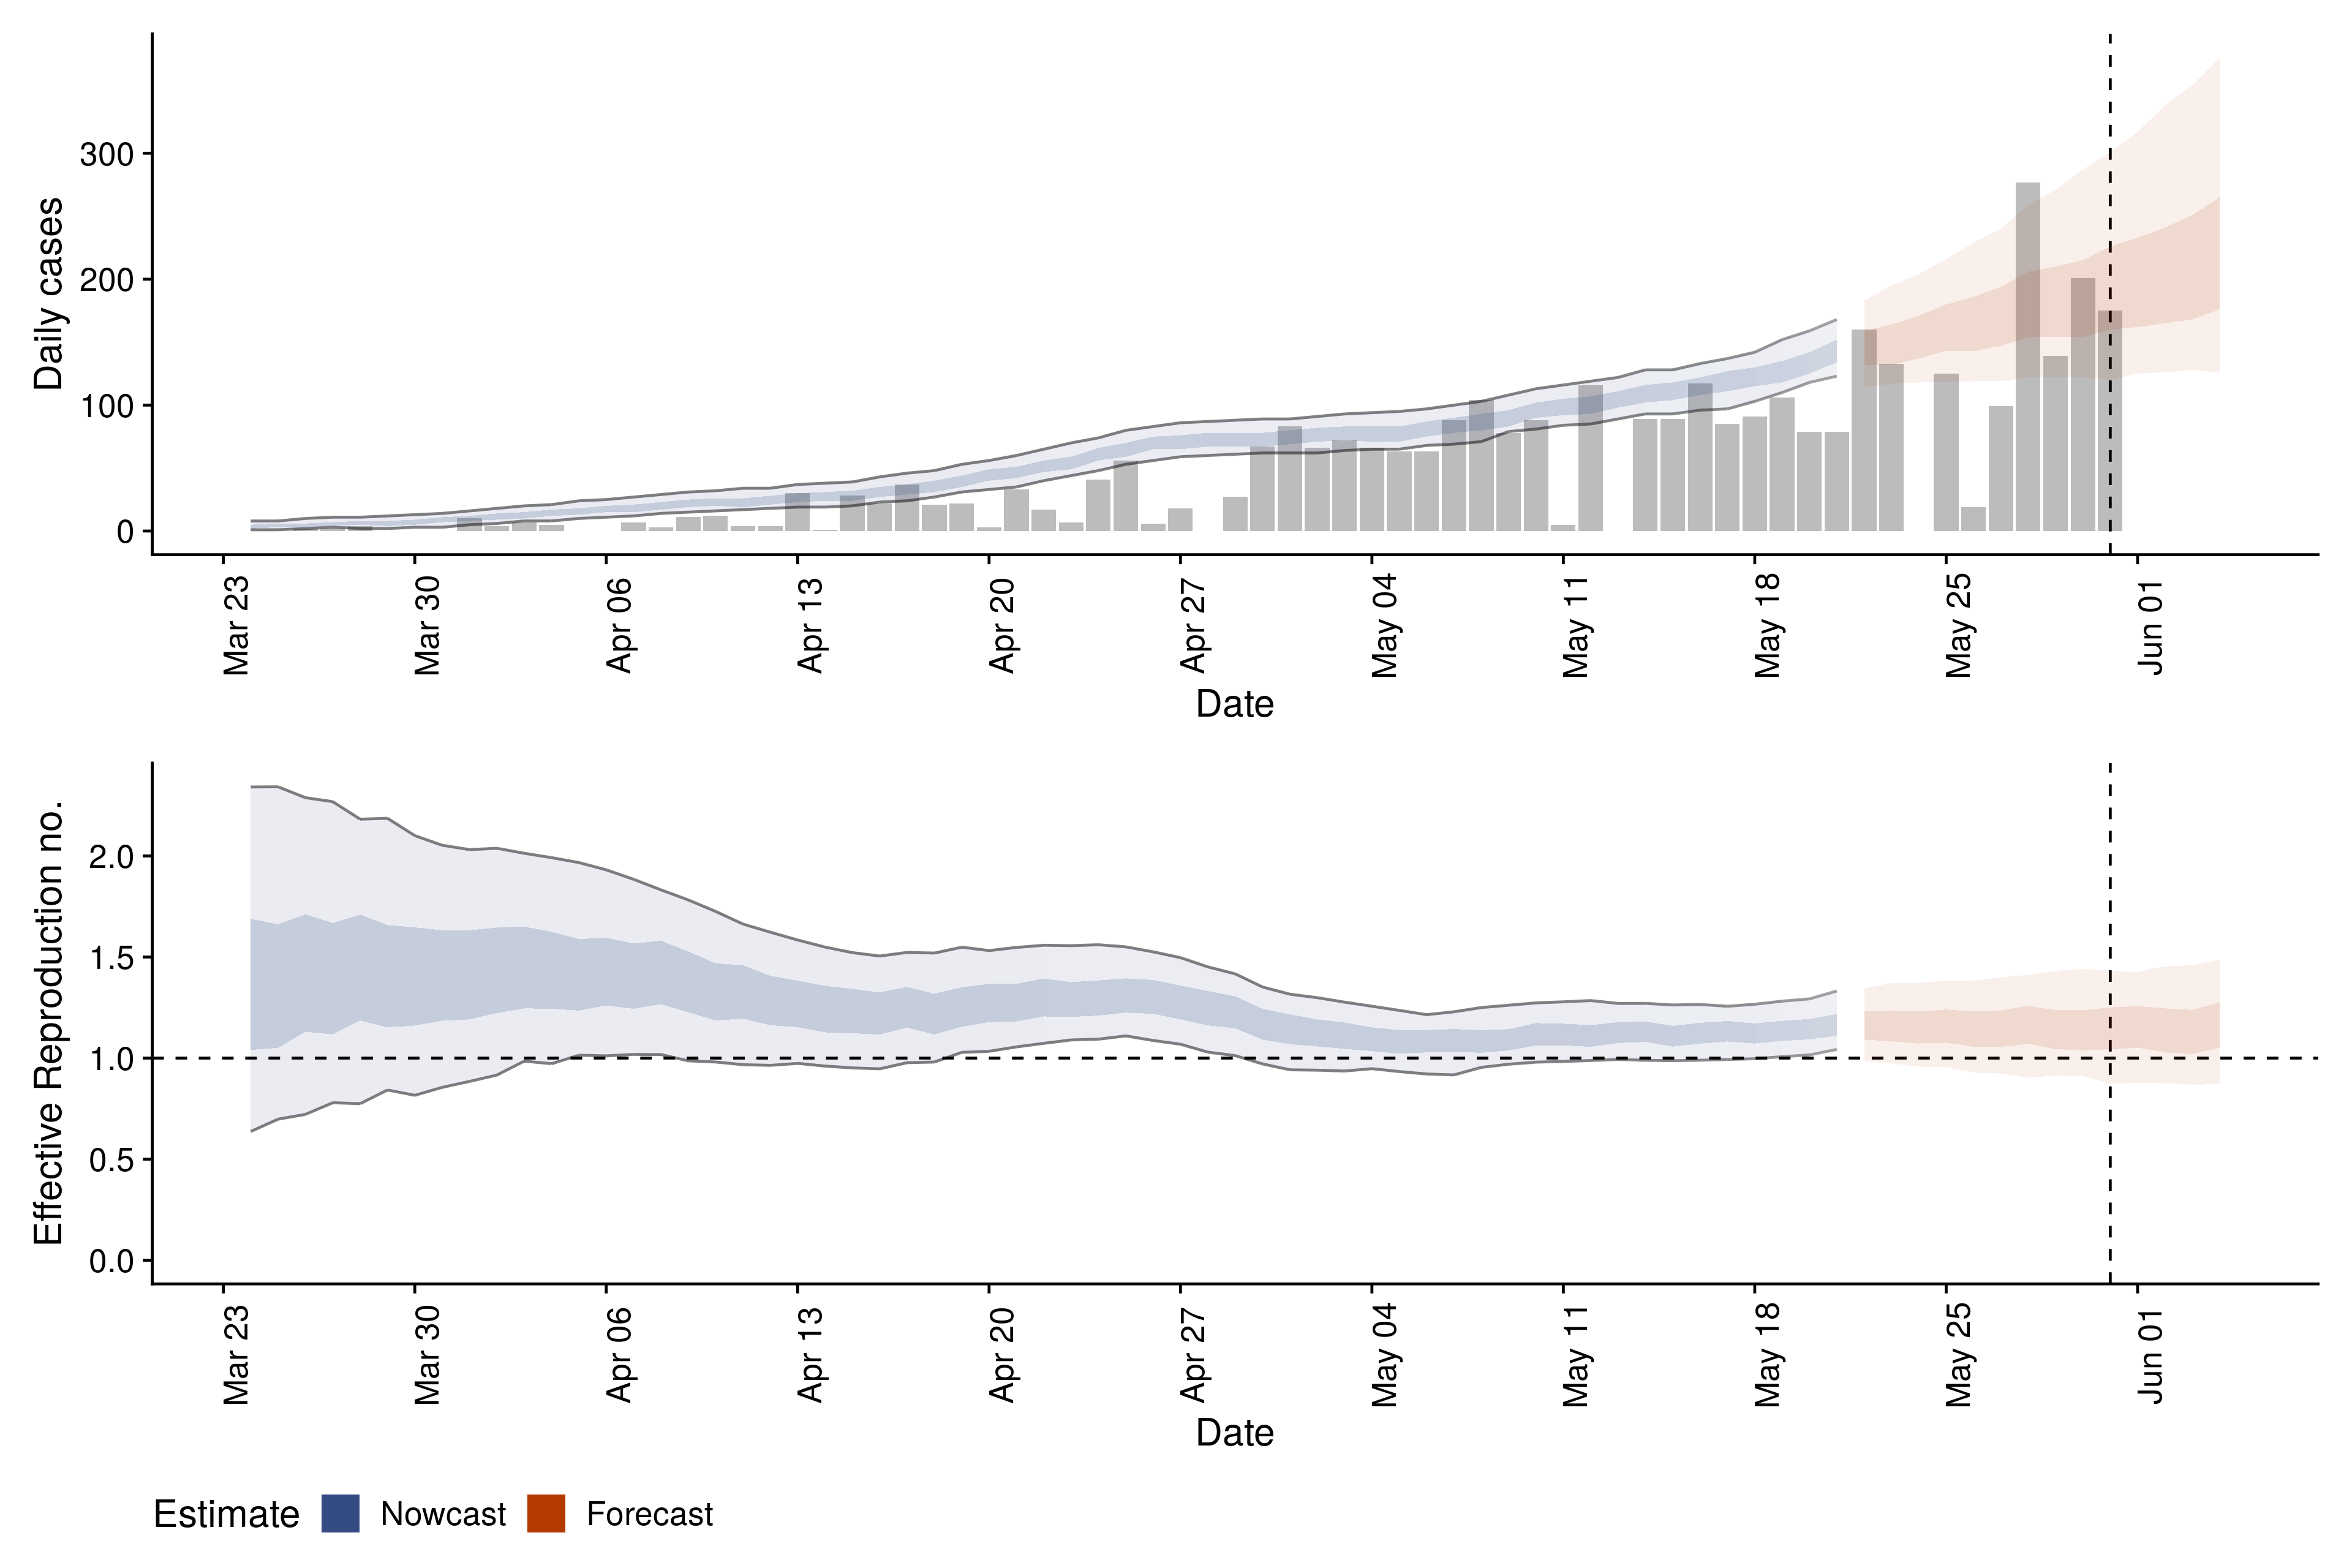 Daily cases
300
200
100
0
Mar 23
Mar 30
Apr 06
Apr 13
Apr 20
Apr 27
May 04
May 11
May 18
May 25
Jun 01
Date
Effective Reproduction no.
2.0
1.5
1.0
0.5
0.0
Mar 23
Mar 30
Apr 06
Apr 13
Apr 20
Apr 27
May 04
May 11
May 18
May 25
Jun 01
Date
Estimate Nowcast Forecast